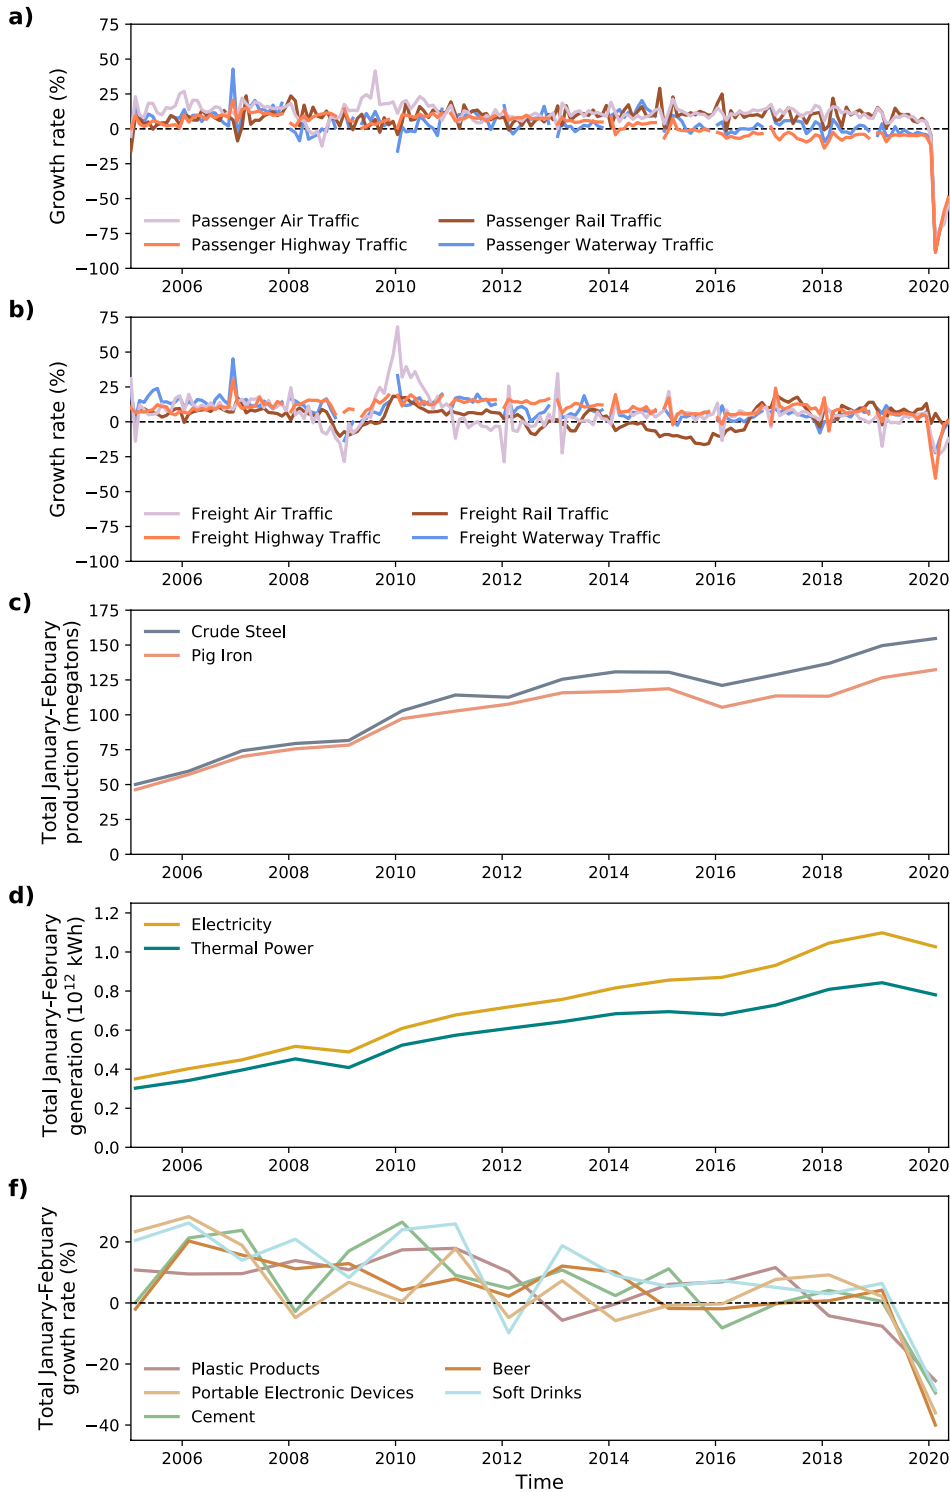 a)
75
50
25
0
−25
−50
−75
−100
Growth rate (%)
Passenger Air Traffic
Passenger Highway Traffic
Passenger Rail Traffic
Passenger Waterway Traffic
2006 2008 2010 2012 2014 2016 2018 2020
b)
75
50
25
0
−25
−50
−75
−100
Growth rate (%)
Freight Air Traffic
Freight Highway Traffic
Freight Rail Traffic
Freight Waterway Traffic
2006 2008 2010 2012 2014 2016 2018 2020
c)
175
150
125
100
75
50
25
0
Total January-February
production (megatons)
Crude Steel
Pig Iron
2006 2008 2010 2012 2014 2016 2018 2020
d)
1.2
1.0
0.8
0.6
0.4
0.2
0.0
Total January-February
generation (10¹² kWh)
Electricity
Thermal Power
2006 2008 2010 2012 2014 2016 2018 2020
f)
20
0
−20
−40
Total January-February
growth rate (%)
Plastic Products
Portable Electronic Devices
Cement
Beer
Soft Drinks
2006 2008 2010 2012 2014 2016 2018 2020
Time